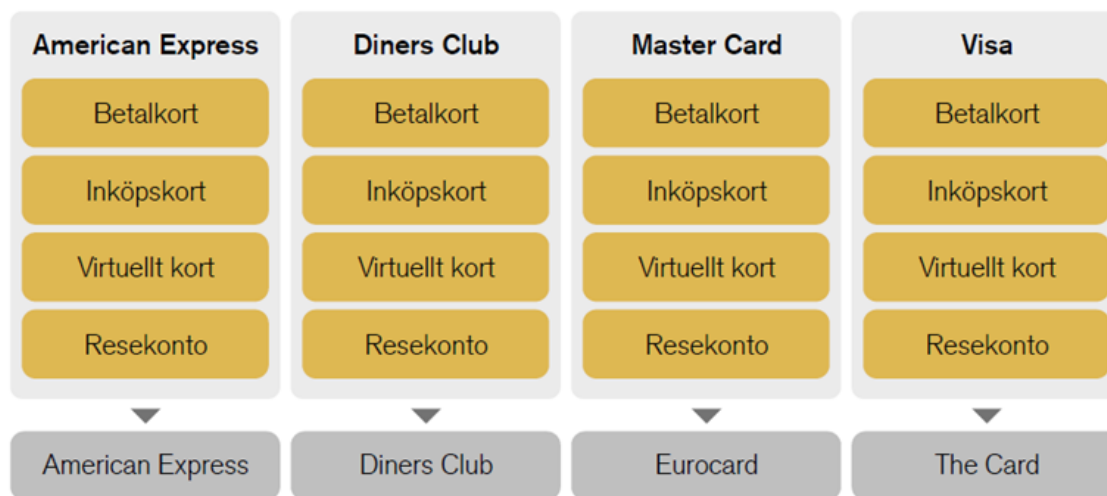 American Express
Betalkort
Inköpskort
Virtuellt kort
Resekonto
American Express
Diners Club
Betalkort
Inköpskort
Virtuellt kort
Resekonto
Diners Club
Master Card
Betalkort
Inköpskort
Virtuellt kort
Resekonto
Eurocard
Visa
Betalkort
Inköpskort
Virtuellt kort
Resekonto
The Card